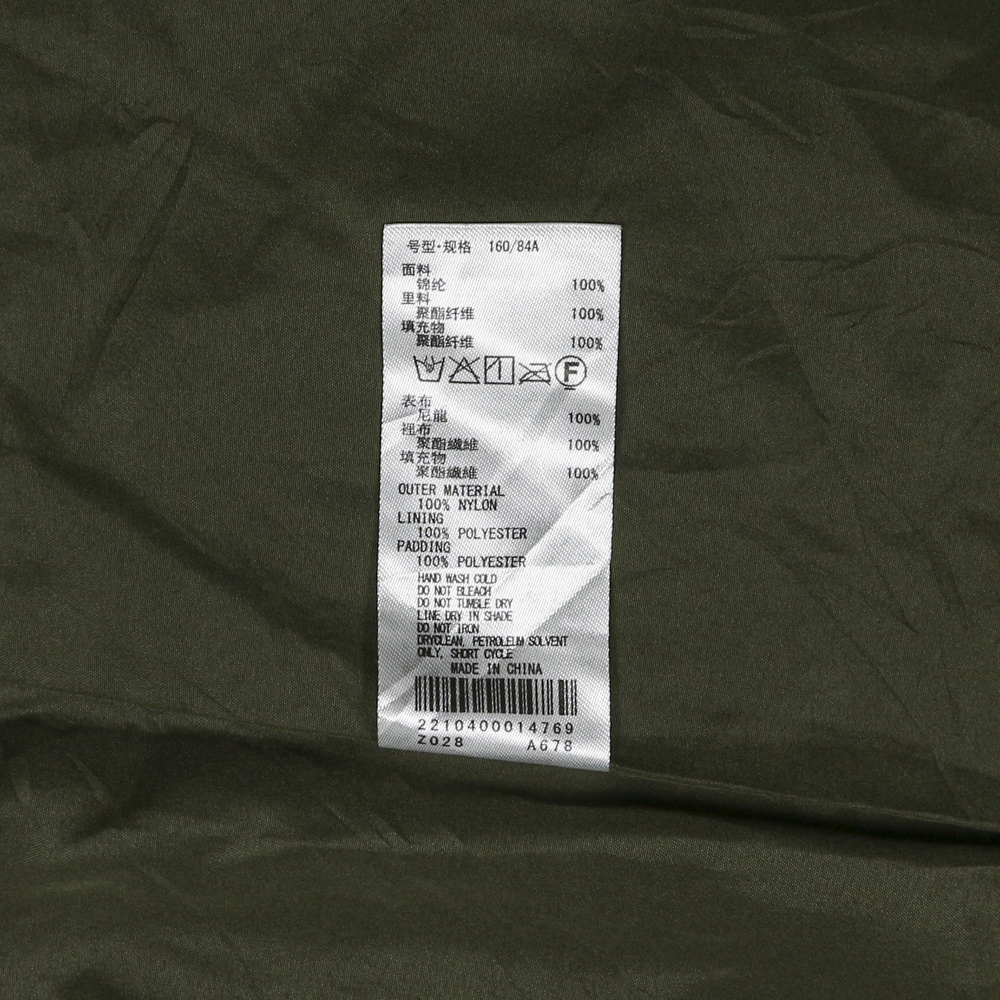 号型·规格 160/84A
面料
锦纶 100%
里料
聚酯纤维 100%
填充物
聚酯纤维 100%
F
表布
尼龍 100%
裡布
聚酯纖維 100%
填充物
聚酯纖維 100%
OUTER MATERIAL
100% NYLON
LINING
100% POLYESTER
PADDING
100% POLYESTER
HAND WASH COLD
DO NOT BLEACH
DO NOT TUMBLE DRY
LINE DRY IN SHADE
DO NOT IRON
DRYCLEAN, PETROLEUM SOLVENT
ONLY, SHORT CYCLE
MADE IN CHINA
2210400014769
Z028 A678